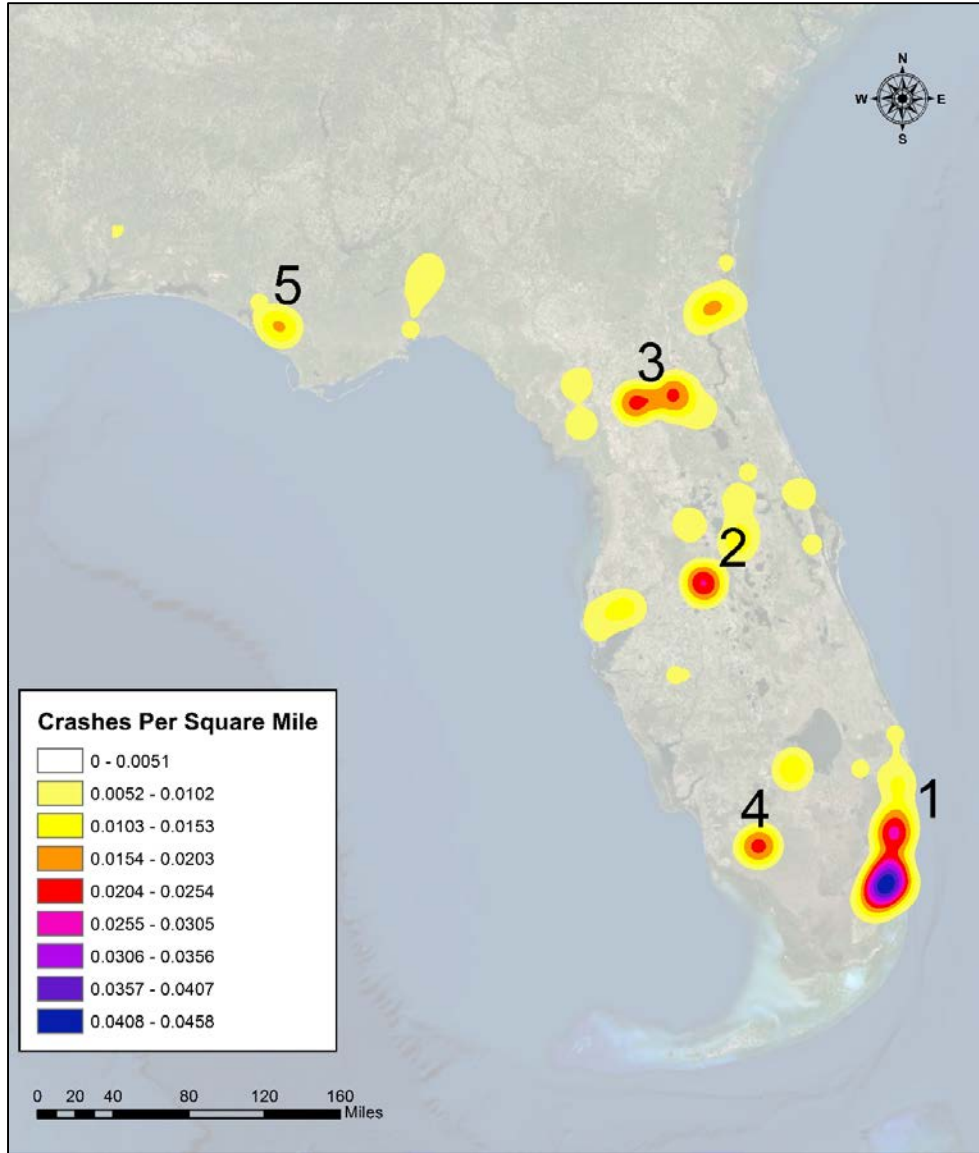 N
W E
S
5
3
2
1
4
Crashes Per Square Mile
0 - 0.0051
0.0052 - 0.0102
0.0103 - 0.0153
0.0154 - 0.0203
0.0204 - 0.0254
0.0255 - 0.0305
0.0306 - 0.0356
0.0357 - 0.0407
0.0408 - 0.0458
0 20 40 80 120 160
Miles